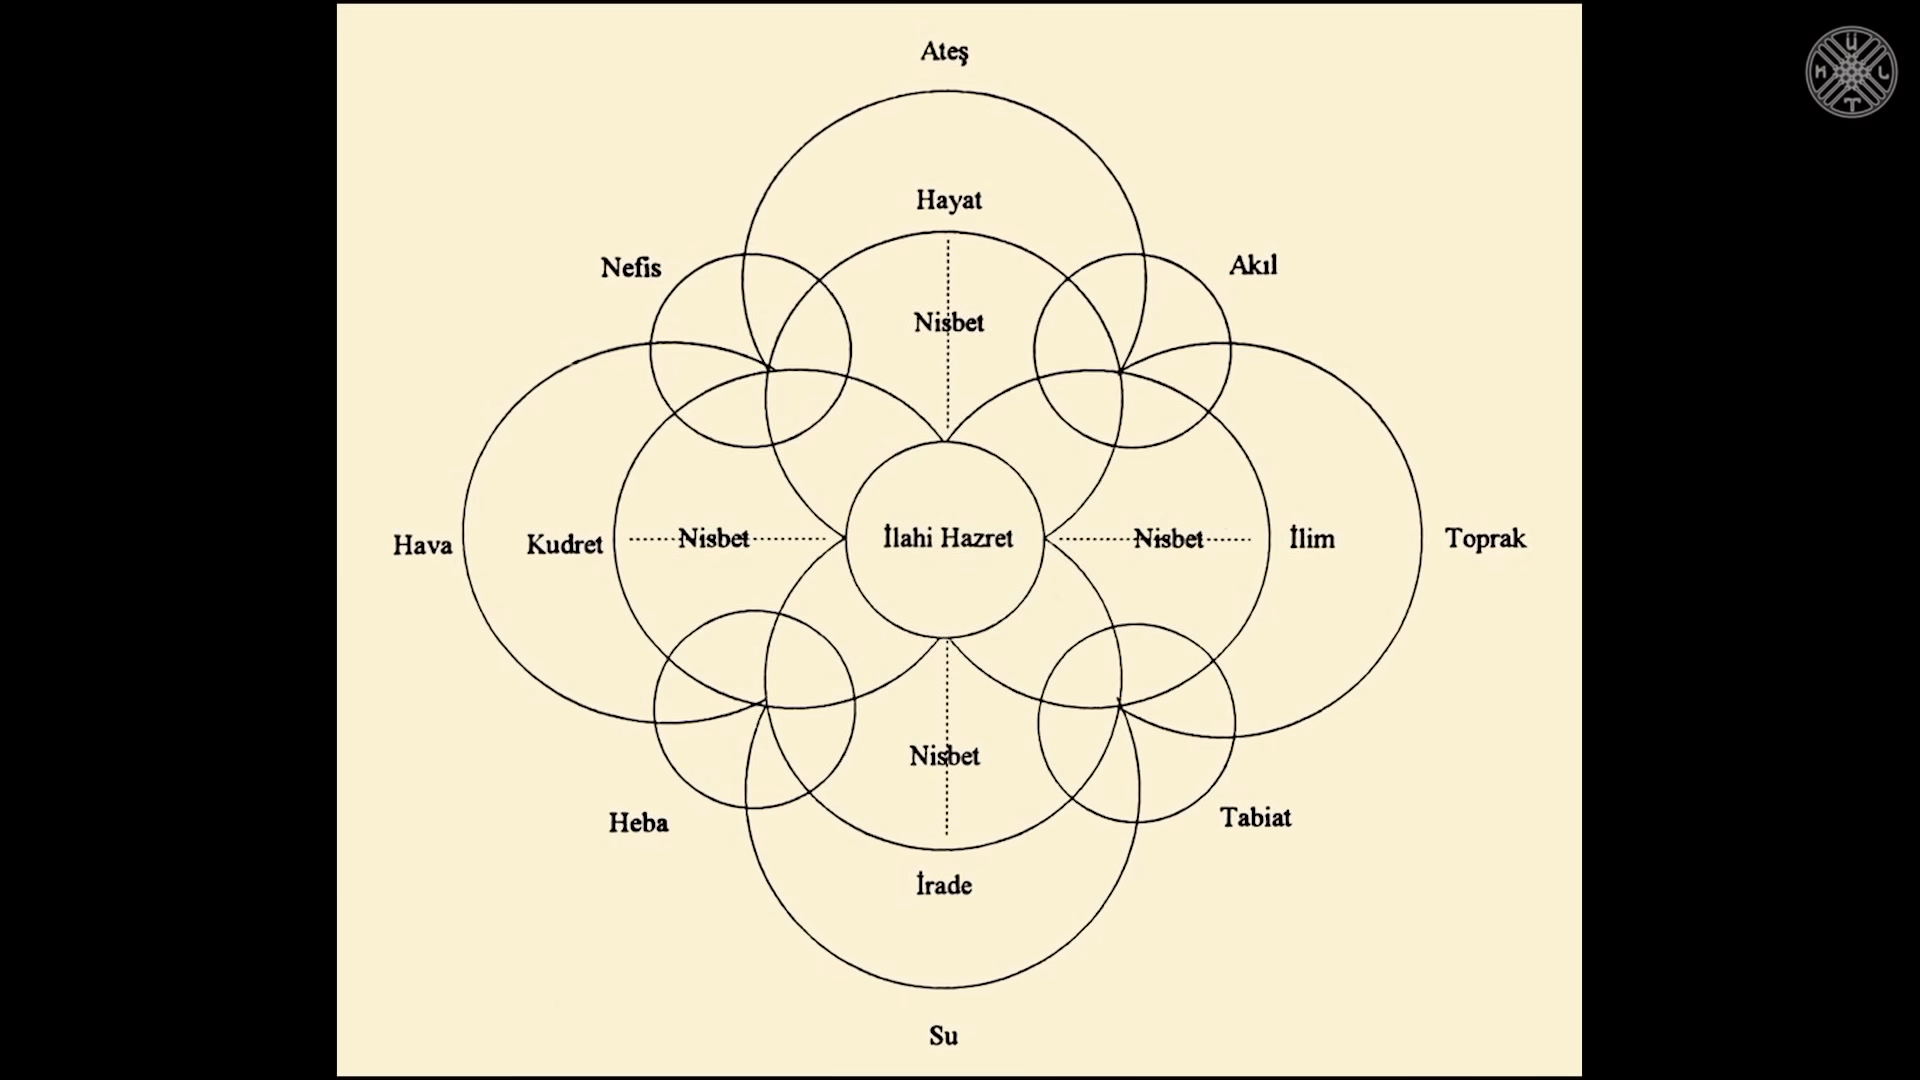 Ateş
Hayat
Nefis
Akıl
Nisbet
Hava
Kudret
Nisbet
İlahi Hazret
Nisbet
İlim
Toprak
Nisbet
Heba
Tabiat
İrade
Su